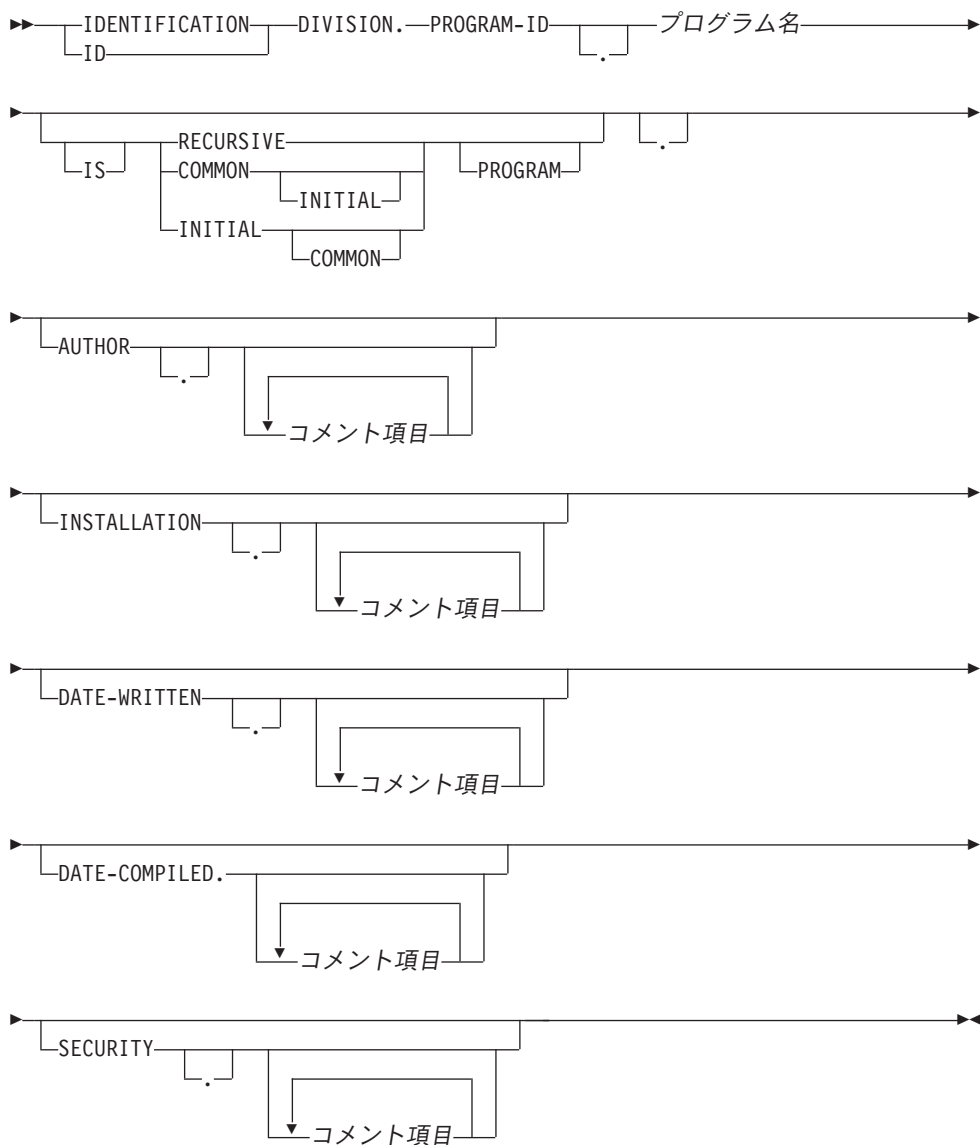 IDENTIFICATION DIVISION. PROGRAM-ID . プログラム名
ID
IS RECURSIVE PROGRAM .
COMMON INITIAL
INITIAL COMMON
AUTHOR . コメント項目
INSTALLATION . コメント項目
DATE-WRITTEN . コメント項目
DATE-COMPILED. コメント項目
SECURITY . コメント項目